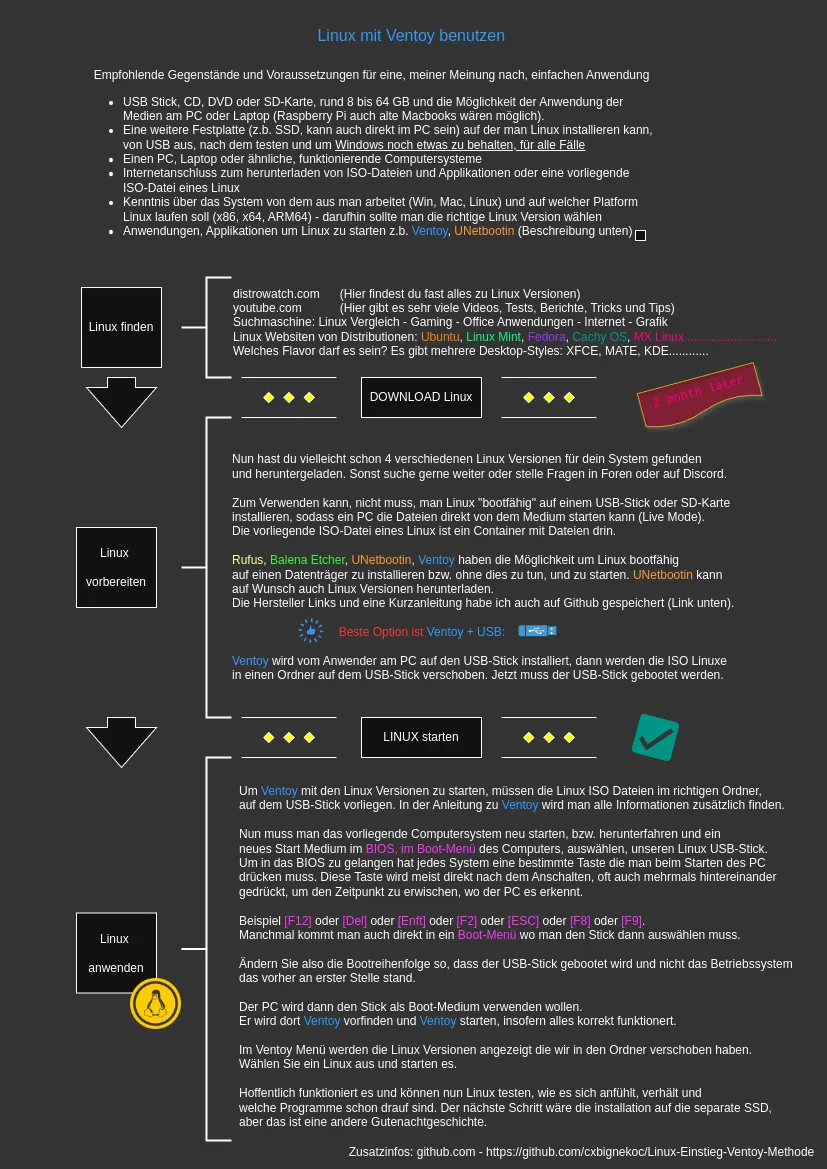 Linux mit Ventoy benutzen
Empfohlende Gegenstände und Voraussetzungen für eine, meiner Meinung nach, einfachen Anwendung
USB Stick, CD, DVD oder SD-Karte, rund 8 bis 64 GB und die Möglichkeit der Anwendung der
Medien am PC oder Laptop (Raspberry Pi auch alte Macbooks wären möglich).
Eine weitere Festplatte (z.b. SSD, kann auch direkt im PC sein) auf der man Linux installieren kann,
von USB aus, nach dem testen und um Windows noch etwas zu behalten, für alle Fälle
Einen PC, Laptop oder ähnliche, funktionierende Computersysteme
Internetanschluss zum herunterladen von ISO-Dateien und Applikationen oder eine vorliegende
ISO-Datei eines Linux
Kenntnis über das System von dem aus man arbeitet (Win, Mac, Linux) und auf welcher Platform
Linux laufen soll (x86, x64, ARM64) - darufhin sollte man die richtige Linux Version wählen
Anwendungen, Applikationen um Linux zu starten z.b. Ventoy, UNetbootin (Beschreibung unten)
Linux finden
distrowatch.com (Hier findest du fast alles zu Linux Versionen)
youtube.com (Hier gibt es sehr viele Videos, Tests, Berichte, Tricks und Tips)
Suchmaschine: Linux Vergleich - Gaming - Office Anwendungen - Internet - Grafik
Linux Websiten von Distributionen: Ubuntu, Linux Mint, Fedora, Cachy OS, MX Linux............................
Welches Flavor darf es sein? Es gibt mehrere Desktop-Styles: XFCE, MATE, KDE............
DOWNLOAD Linux
2 month later
Nun hast du vielleicht schon 4 verschiedenen Linux Versionen für dein System gefunden
und heruntergeladen. Sonst suche gerne weiter oder stelle Fragen in Foren oder auf Discord.
Zum Verwenden kann, nicht muss, man Linux "bootfähig" auf einem USB-Stick oder SD-Karte
installieren, sodass ein PC die Dateien direkt von dem Medium starten kann (Live Mode).
Die vorliegende ISO-Datei eines Linux ist ein Container mit Dateien drin.
Linux
vorbereiten
Rufus, Balena Etcher, UNetbootin, Ventoy haben die Möglichkeit um Linux bootfähig
auf einen Datenträger zu installieren bzw. ohne dies zu tun, und zu starten. UNetbootin kann
auf Wunsch auch Linux Versionen herunterladen.
Die Hersteller Links und eine Kurzanleitung habe ich auch auf Github gespeichert (Link unten).
Beste Option ist Ventoy + USB:
Ventoy wird vom Anwender am PC auf den USB-Stick installiert, dann werden die ISO Linuxe
in einen Ordner auf dem USB-Stick verschoben. Jetzt muss der USB-Stick gebootet werden.
LINUX starten
Um Ventoy mit den Linux Versionen zu starten, müssen die Linux ISO Dateien im richtigen Ordner,
auf dem USB-Stick vorliegen. In der Anleitung zu Ventoy wird man alle Informationen zusätzlich finden.
Nun muss man das vorliegende Computersystem neu starten, bzw. herunterfahren und ein
neues Start Medium im BIOS, im Boot-Menü des Computers, auswählen, unseren Linux USB-Stick.
Um in das BIOS zu gelangen hat jedes System eine bestimmte Taste die man beim Starten des PC
drücken muss. Diese Taste wird meist direkt nach dem Anschalten, oft auch mehrmals hintereinander
gedrückt, um den Zeitpunkt zu erwischen, wo der PC es erkennt.
Beispiel [F12] oder [Del] oder [Enft] oder [F2] oder [ESC] oder [F8] oder [F9].
Manchmal kommt man auch direkt in ein Boot-Menü wo man den Stick dann auswählen muss.
Linux
anwenden
Ändern Sie also die Bootreihenfolge so, dass der USB-Stick gebootet wird und nicht das Betriebssystem
das vorher an erster Stelle stand.
Der PC wird dann den Stick als Boot-Medium verwenden wollen.
Er wird dort Ventoy vorfinden und Ventoy starten, insofern alles korrekt funktionert.
Im Ventoy Menü werden die Linux Versionen angezeigt die wir in den Ordner verschoben haben.
Wählen Sie ein Linux aus und starten es.
Hoffentlich funktioniert es und können nun Linux testen, wie es sich anfühlt, verhält und
welche Programme schon drauf sind. Der nächste Schritt wäre die installation auf die separate SSD,
aber das ist eine andere Gutenachtgeschichte.
Zusatzinfos: github.com - https://github.com/cxbignekoc/Linux-Einstieg-Ventoy-Methode